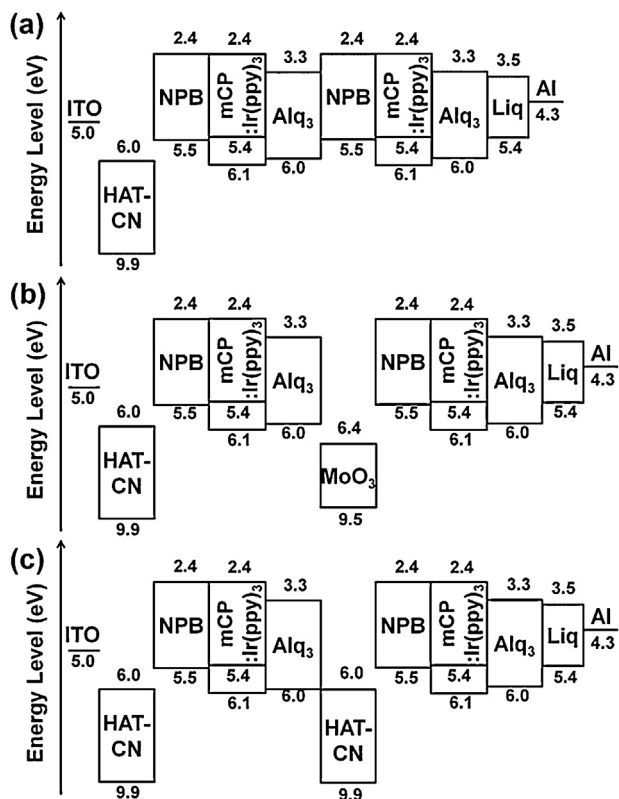 (a)
Energy Level (eV)
ITO
5.0
6.0
HAT-
CN
9.9
2.4
NPB
5.5
2.4
mCP
:Ir(ppy)₃
5.4
6.1
3.3
Alq₃
6.0
2.4
NPB
5.5
2.4
mCP
:Ir(ppy)₃
5.4
6.1
3.3
Alq₃
6.0
3.5
Liq
5.4
Al
4.3
(b)
Energy Level (eV)
ITO
5.0
6.0
HAT-
CN
9.9
2.4
NPB
5.5
2.4
mCP
:Ir(ppy)₃
5.4
6.1
3.3
Alq₃
6.0
6.4
MoO₃
9.5
2.4
NPB
5.5
2.4
mCP
:Ir(ppy)₃
5.4
6.1
3.3
Alq₃
6.0
3.5
Liq
5.4
Al
4.3
(c)
Energy Level (eV)
ITO
5.0
6.0
HAT-
CN
9.9
2.4
NPB
5.5
2.4
mCP
:Ir(ppy)₃
5.4
6.1
3.3
Alq₃
6.0
6.0
HAT-
CN
9.9
2.4
NPB
5.5
2.4
mCP
:Ir(ppy)₃
5.4
6.1
3.3
Alq₃
6.0
3.5
Liq
5.4
Al
4.3